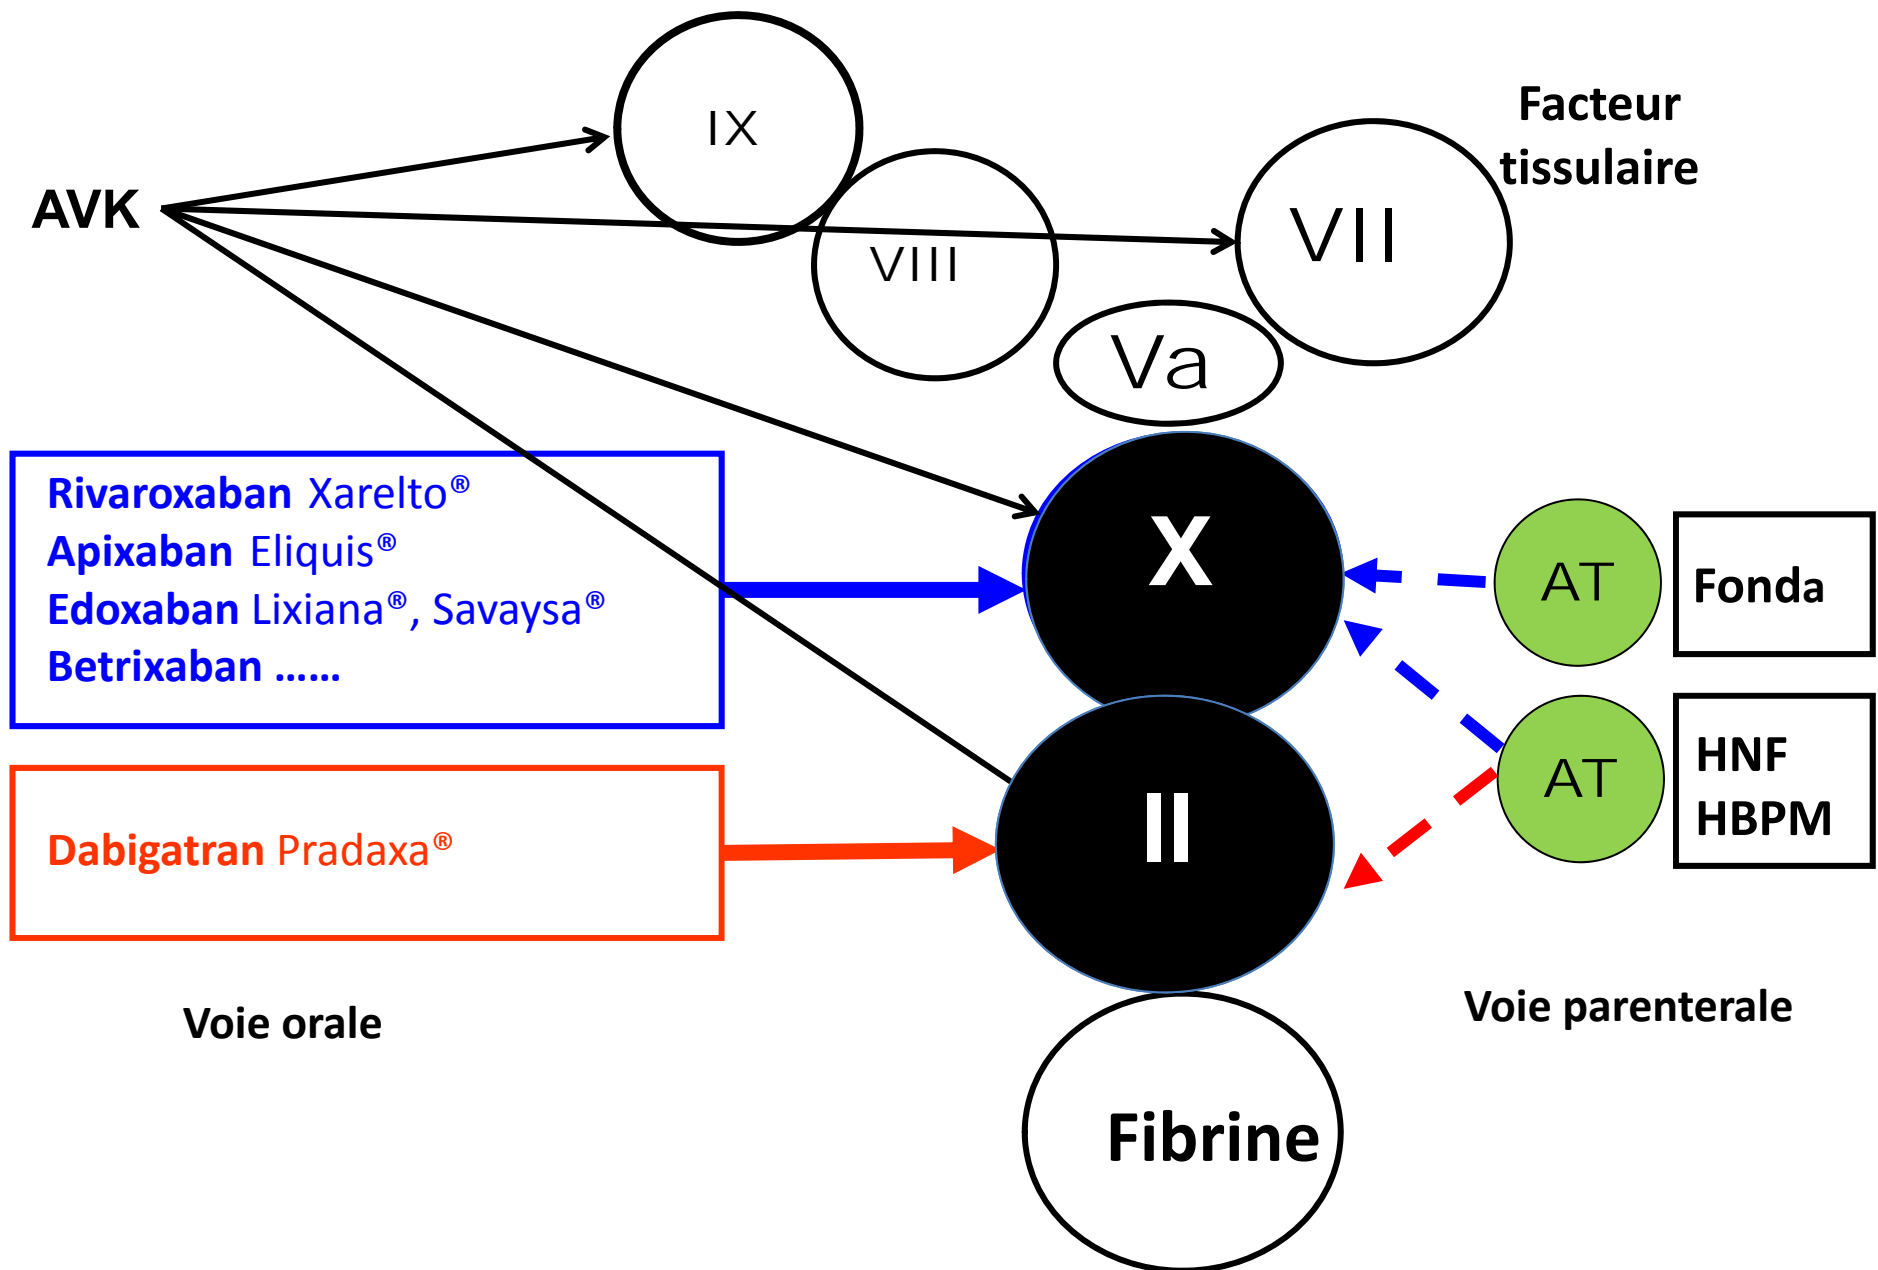 IX
Facteur
tissulaire
AVK
VIII
VII
Va
Rivaroxaban Xarelto®
Apixaban Eliquis®
Edoxaban Lixiana®, Savaysa®
Betrixaban ......
X
AT
Fonda
AT
HNF
HBPM
Dabigatran Pradaxa®
II
Voie orale
Voie parenterale
Fibrine